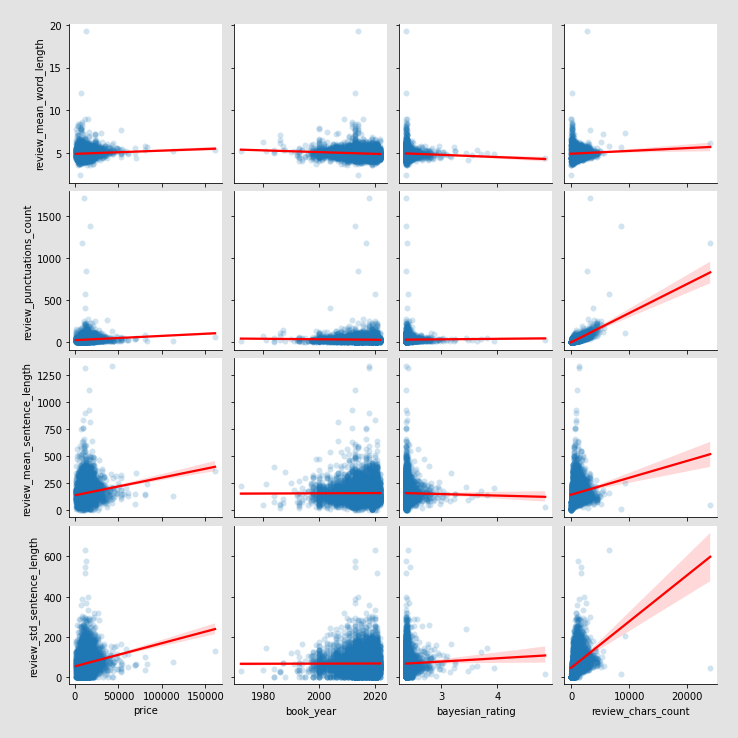 20
15
10
5
review_mean_word_length
1500
1000
500
0
review_punctuations_count
1250
1000
750
500
250
0
review_mean_sentence_length
600
400
200
0
review_std_sentence_length
0 50000 100000 150000
1980 2000 2020
3 4
0 10000 20000
price book_year bayesian_rating review_chars_count